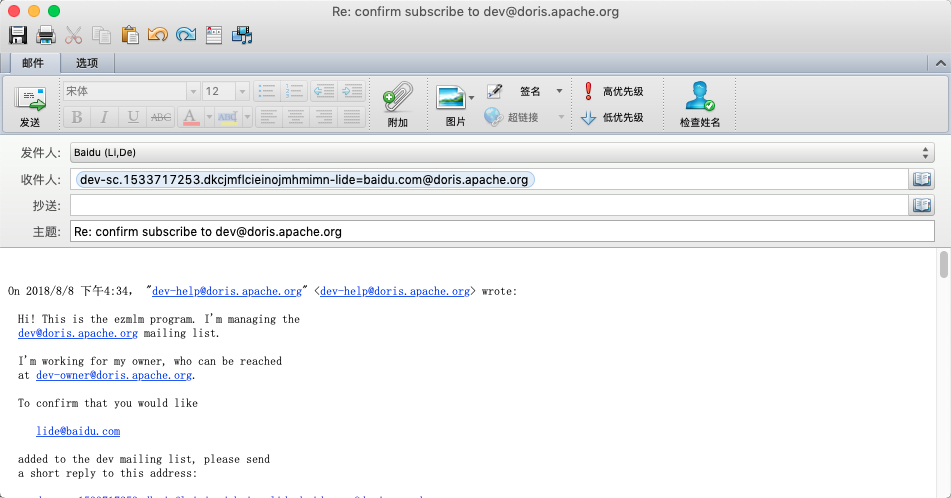 Re: confirm subscribe to dev@doris.apache.org
邮件 选项
宋体 12 签名 高优先级
B I U ABC A abc 超链接 低优先级
发送 附加 图片 检查姓名
发件人: Baidu (Li,De)
收件人: dev-sc.1533717253.dkcjmflcieinojmhmimn-lide=baidu.com@doris.apache.org
抄送:
主题: Re: confirm subscribe to dev@doris.apache.org
On 2018/8/8 下午4:34, "dev-help@doris.apache.org" <dev-help@doris.apache.org> wrote:
Hi! This is the ezmlm program. I'm managing the
dev@doris.apache.org mailing list.
I'm working for my owner, who can be reached
at dev-owner@doris.apache.org.
To confirm that you would like
lide@baidu.com
added to the dev mailing list, please send
a short reply to this address: